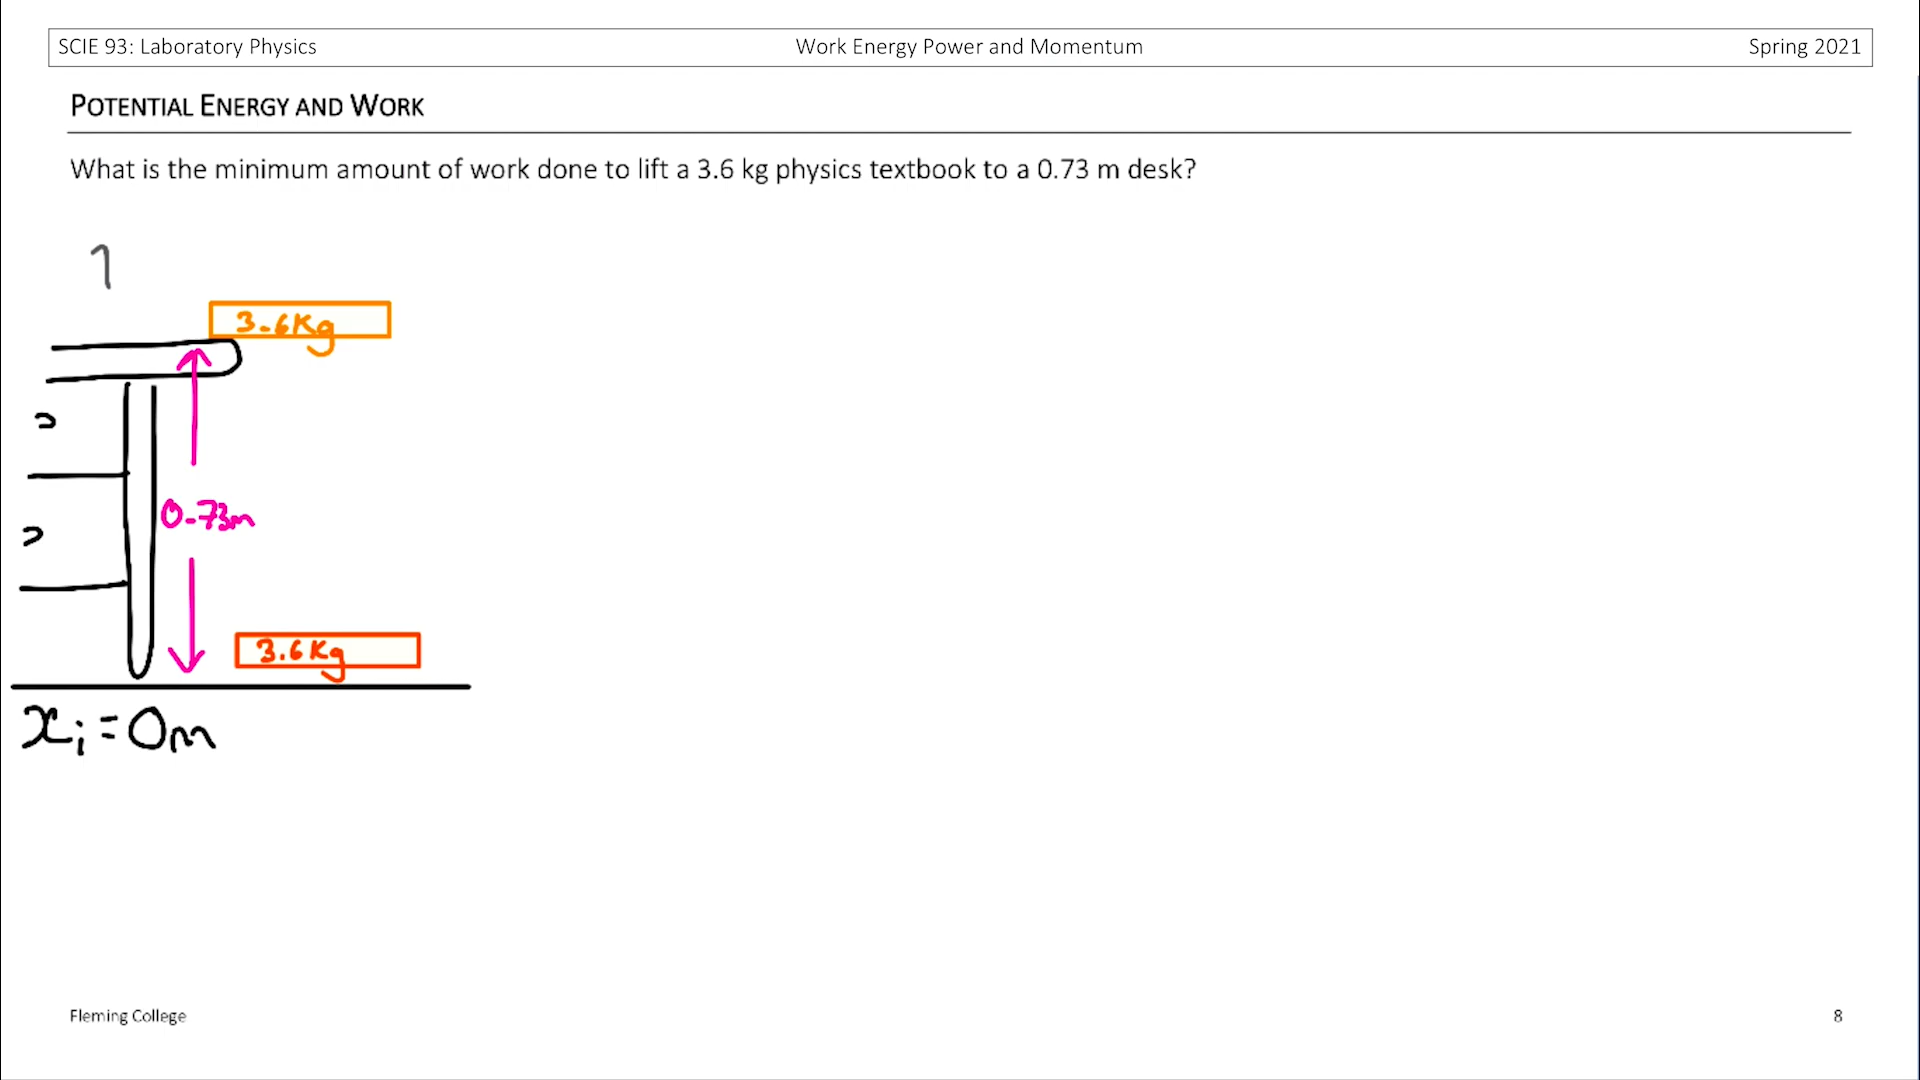 SCIE 93: Laboratory Physics Work Energy Power and Momentum Spring 2021
POTENTIAL ENERGY AND WORK
What is the minimum amount of work done to lift a 3.6 kg physics textbook to a 0.73 m desk?
3.6Kg
0.73m
3.6Kg
xi=0m
Fleming College 8